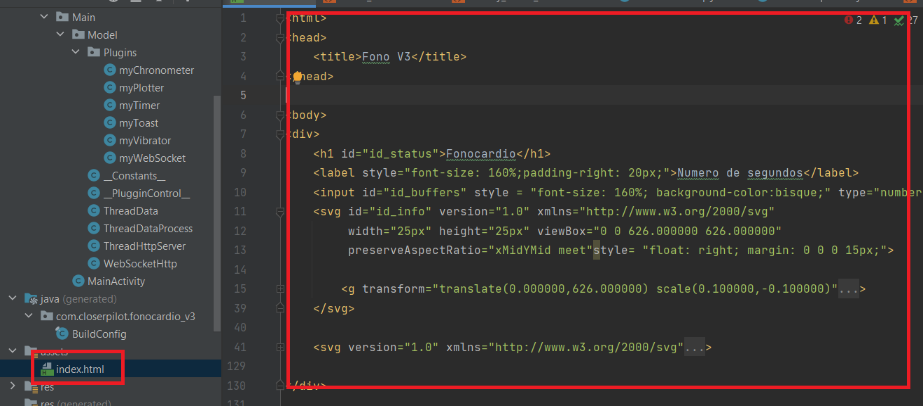 Main
Model
Plugins
myChronometer
myPlotter
myTimer
myToast
myVibrator
myWebSocket
__Constants__
__PlugginControl__
ThreadData
ThreadDataProcess
ThreadHttpServer
WebSocketHttp
MainActivity
java (generated)
com.closerpilot.fonocardio_v3
BuildConfig
assets
index.html
res
res (generated)
2 1 27
1 <html>
2 <head>
3 <title>Fono V3</title>
4 </head>
5
6 <body>
7 <div>
8 <h1 id="id_status">Fonocardio</h1>
9 <label style="font-size: 160%;padding-right: 20px;">Numero de segundos</label>
10 <input id="id_buffers" style = "font-size: 160%; background-color:bisque;" type="number
11 <svg id="id_info" version="1.0" xmlns="http://www.w3.org/2000/svg"
12 width="25px" height="25px" viewBox="0 0 626.000000 626.000000"
13 preserveAspectRatio="xMidYMid meet"style= "float: right; margin: 0 0 0 15px;">
14
15 <g transform="translate(0.000000,626.000000) scale(0.100000,-0.100000)"...>
39 </svg>
40
41 <svg version="1.0" xmlns="http://www.w3.org/2000/svg"...>
129
130 </div>
131